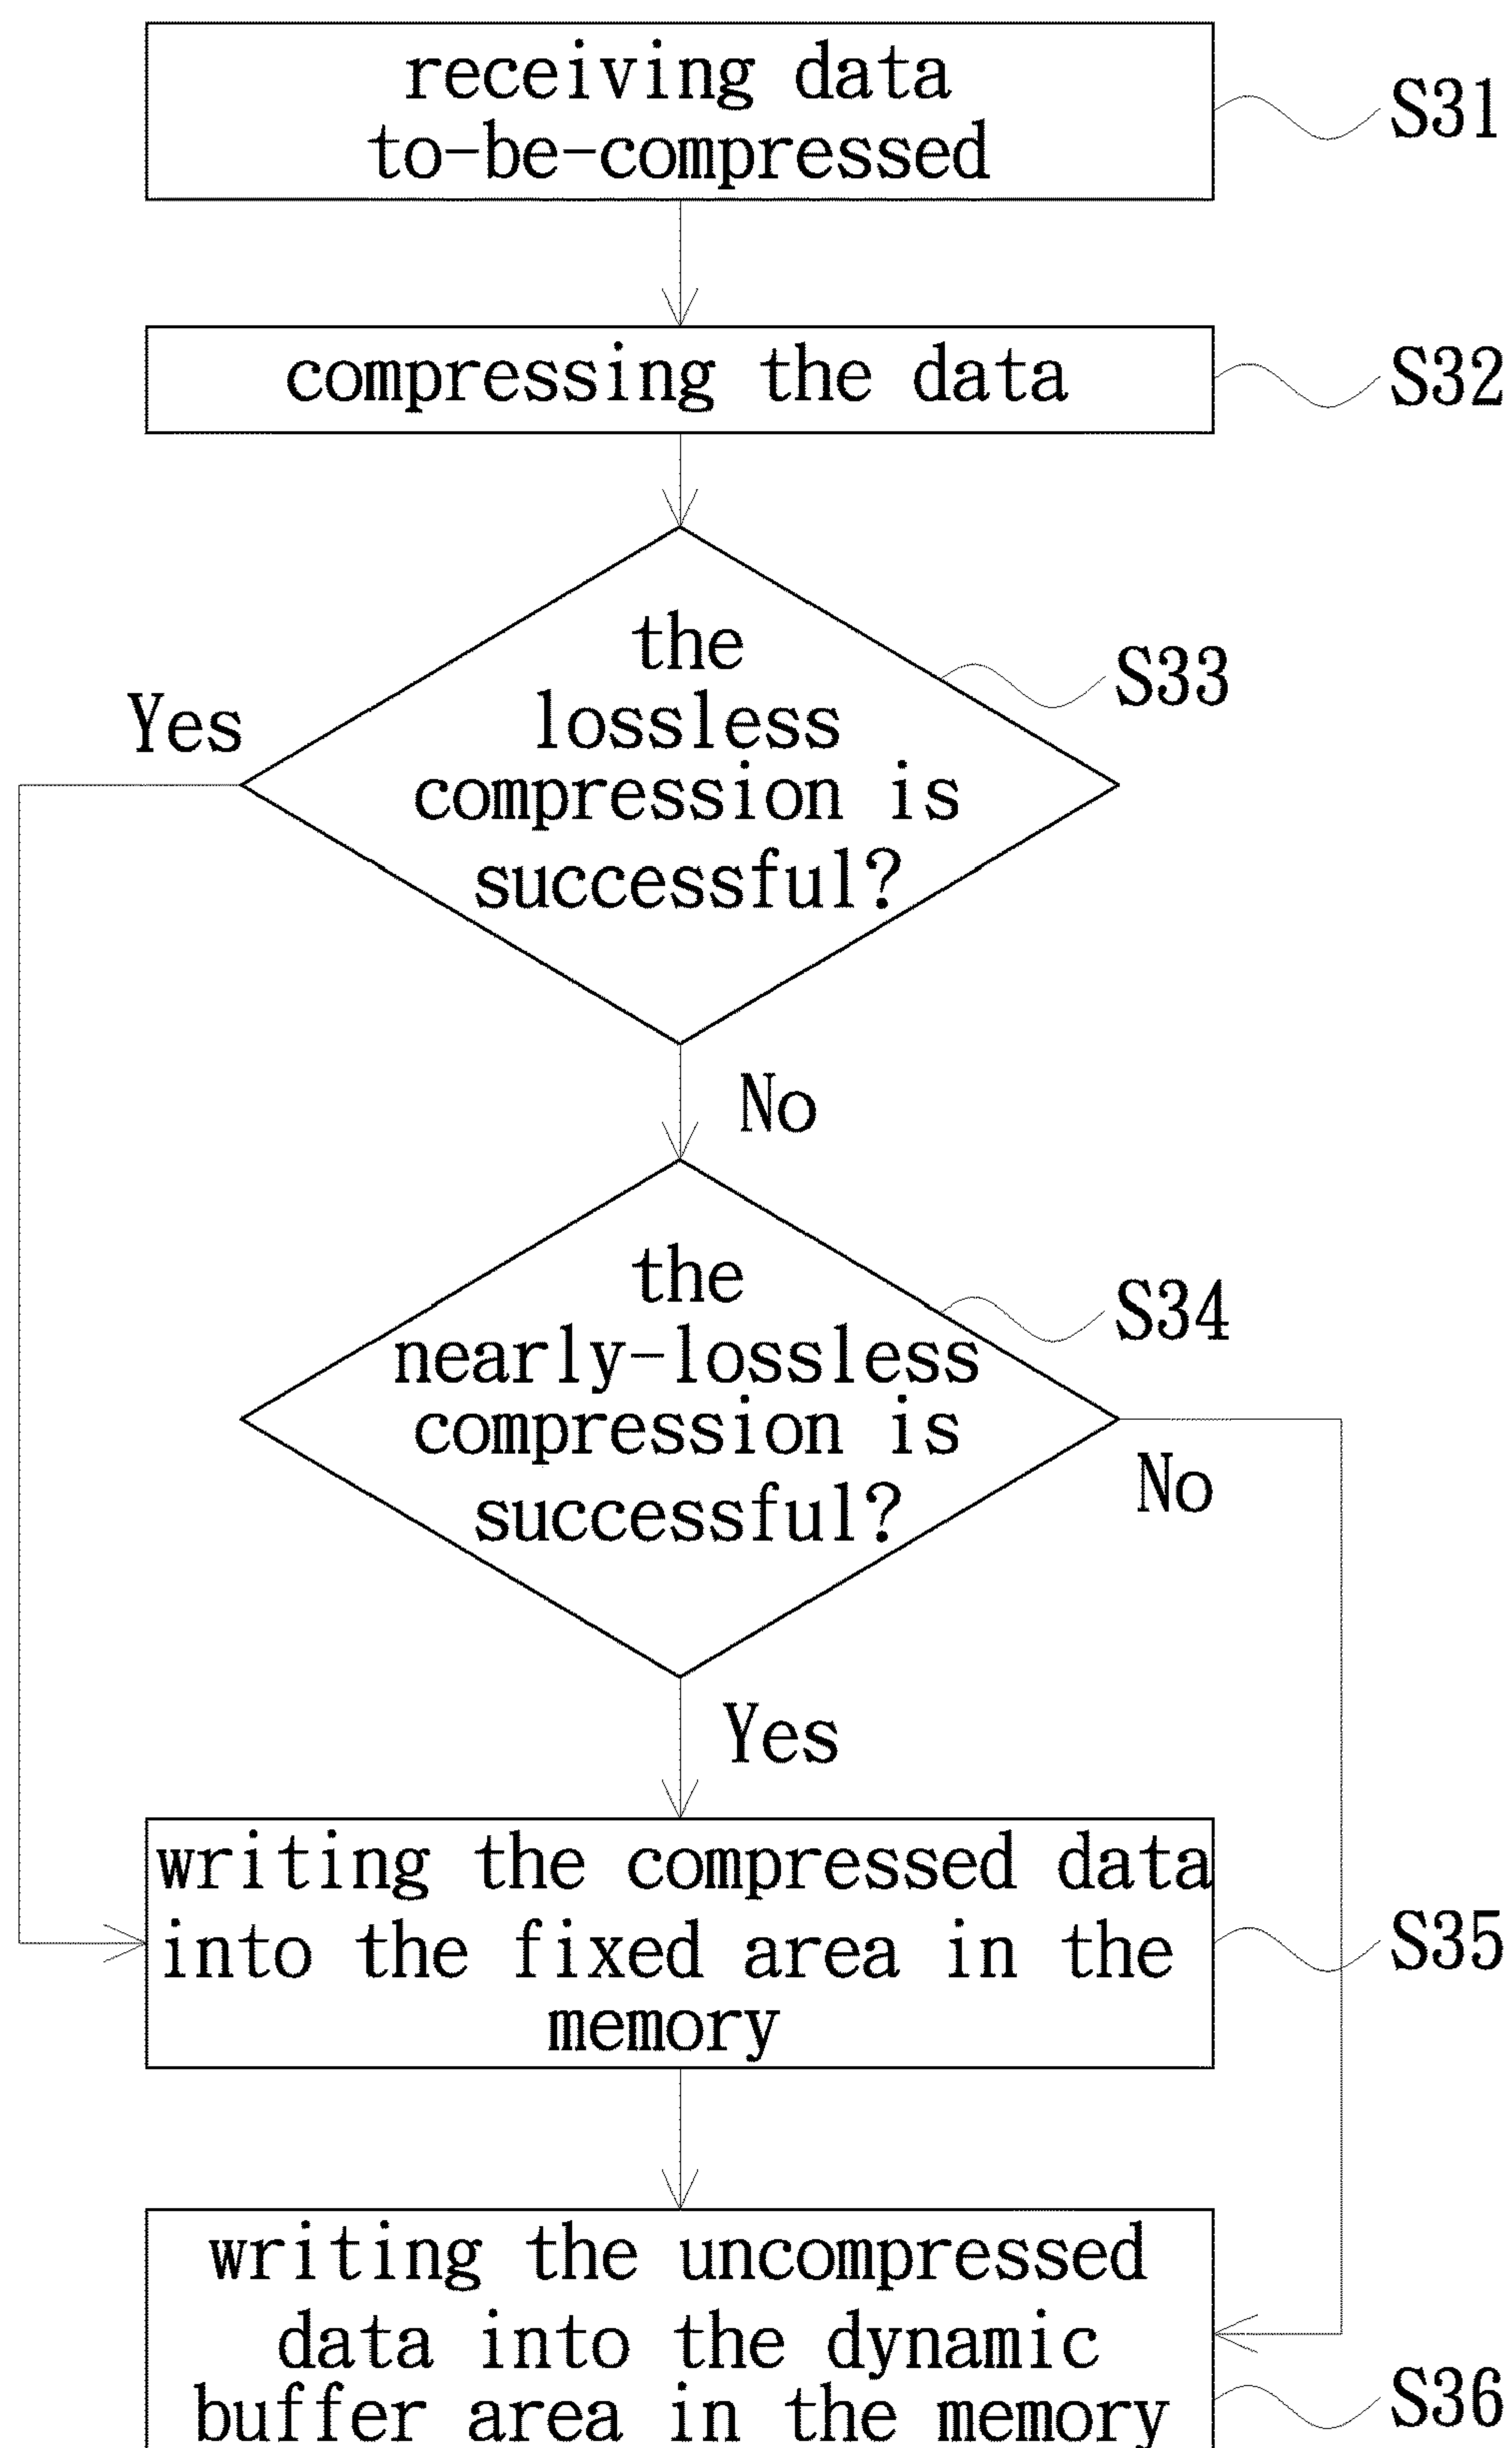 receiving data
to-be-compressed
S31
compressing the data
S32
the
lossless
compression is
successful?
S33
Yes
No
the
nearly-lossless
compression is
successful?
S34
No
Yes
writing the compressed data
into the fixed area in the
memory
S35
writing the uncompressed
data into the dynamic
buffer area in the memory
S36